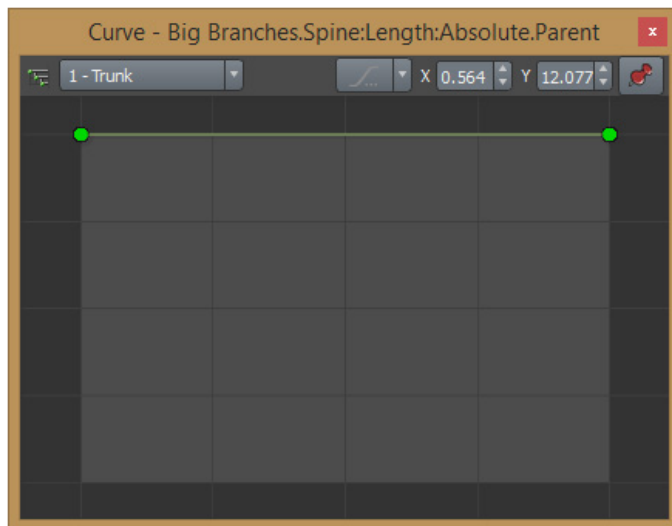 Curve - Big Branches.Spine:Length:Absolute.Parent
x
1 - Trunk X 0.564 Y 12.077